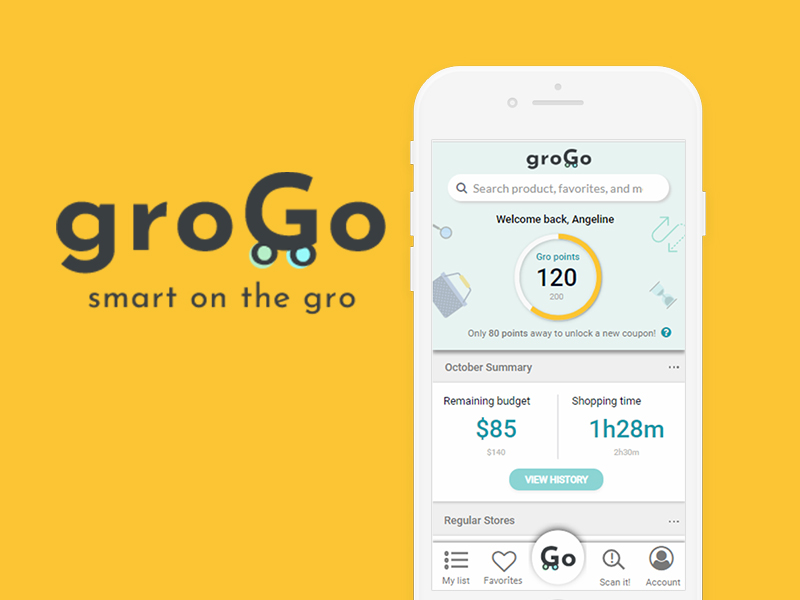 groGo
smart on the gro
groGo
Search product, favorites, and m
Welcome back, Angeline
Gro points
120
200
Only 80 points away to unlock a new coupon! ?
October Summary
Remaining budget
$85
$140
Shopping time
1h28m
2h30m
VIEW HISTORY
Regular Stores
My list
Favorites
Go
Scan it!
Account